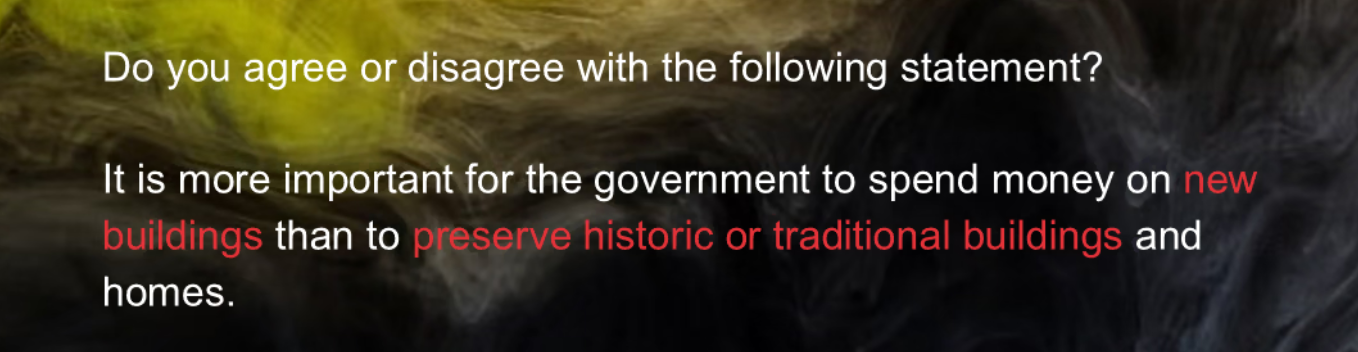 Do you agree or disagree with the following statement?
It is more important for the government to spend money on new
buildings than to preserve historic or traditional buildings and
homes.